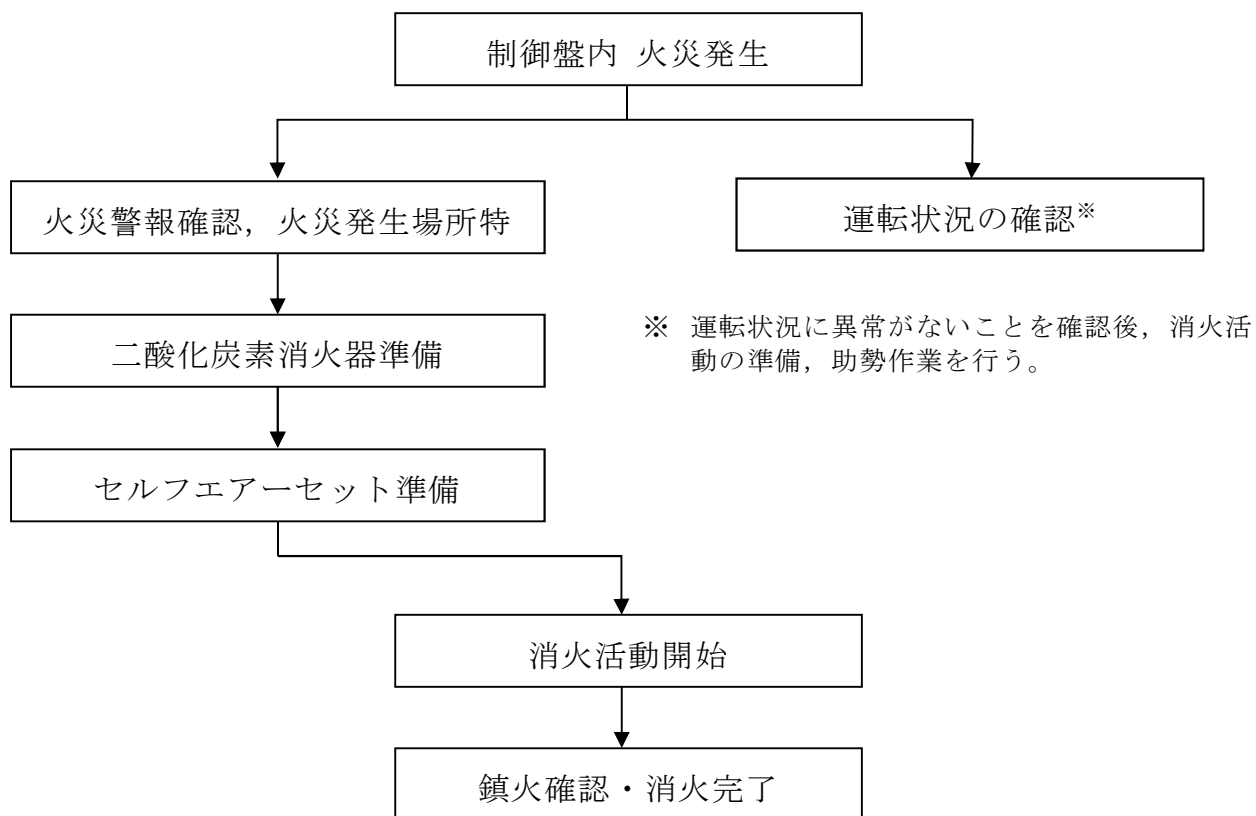 制御盤内 火災発生
火災警報確認，火災発生場所特
運転状況の確認※
二酸化炭素消火器準備
※ 運転状況に異常がないことを確認後，消火活
動の準備，助勢作業を行う。
セルフエアーセット準備
消火活動開始
鎮火確認・消火完了